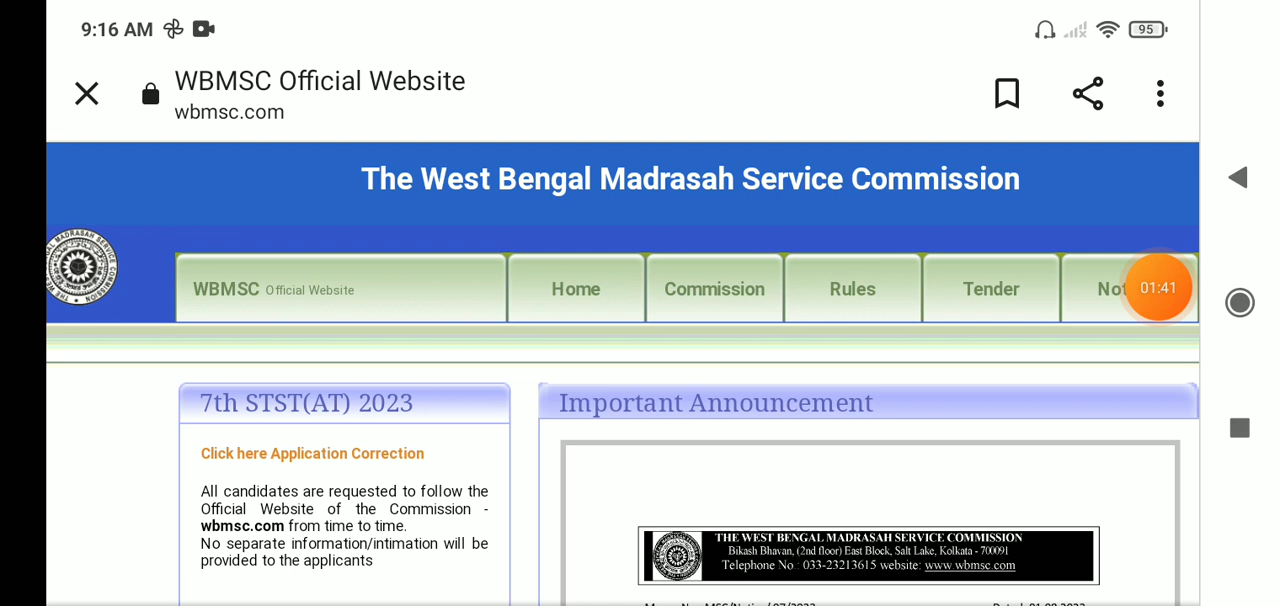 9:16 AM
95
WBMSC Official Website
wbmsc.com
The West Bengal Madrasah Service Commission
WBMSC Official Website
Home
Commission
Rules
Tender
01:41
7th STST(AT) 2023
Important Announcement
Click here Application Correction
All candidates are requested to follow the
Official Website of the Commission -
wbmsc.com from time to time.
No separate information/intimation will be
provided to the applicants
THE WEST BENGAL MADRASAH SERVICE COMMISSION
Bikash Bhavan, (2nd floor) East Block, Salt Lake, Kolkata - 700091
Telephone No.: 033-23213615 website: www.wbmsc.com